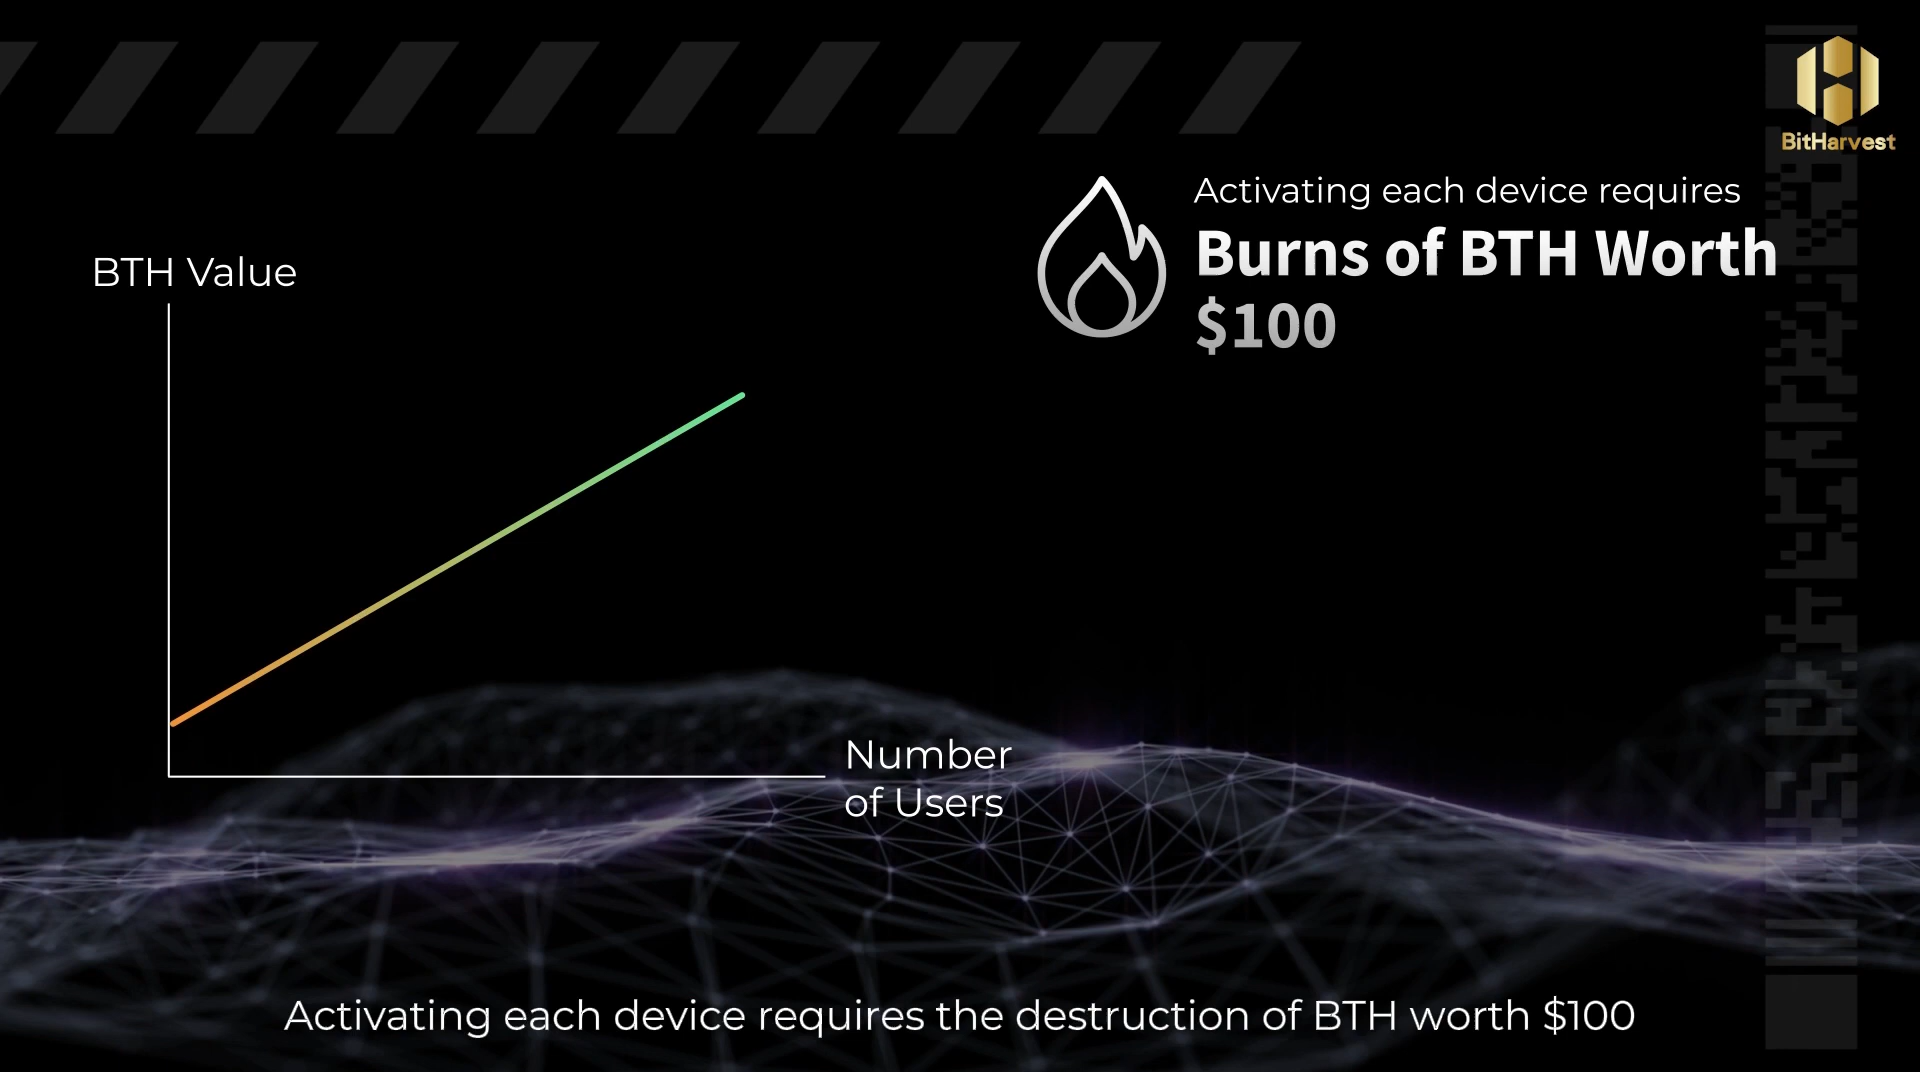 BitHarvest
Activating each device requires
Burns of BTH Worth
$100
BTH Value
Number
of Users
Activating each device requires the destruction of BTH worth $100